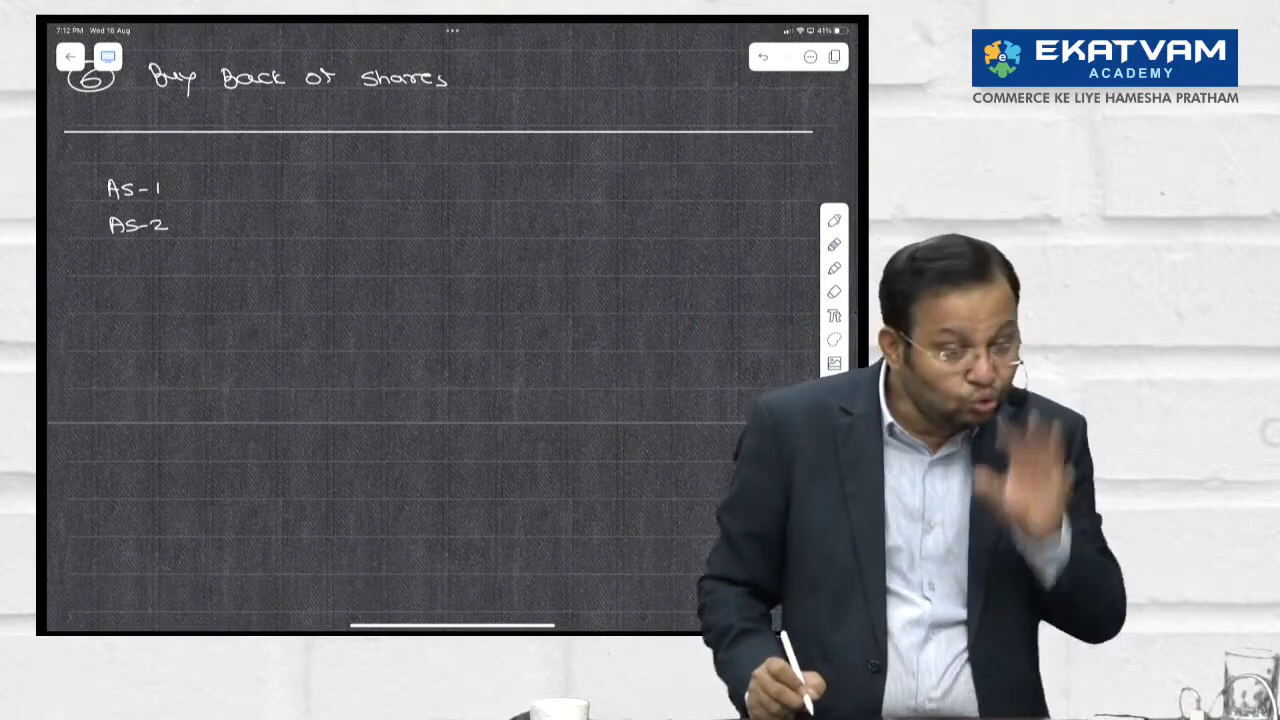 7:12 PM Wed 16 Aug
41%
6 Buy Back of Shares
AS-1
AS-2
EKATVAM
ACADEMY
COMMERCE KE LIYE HAMESHA PRATHAM